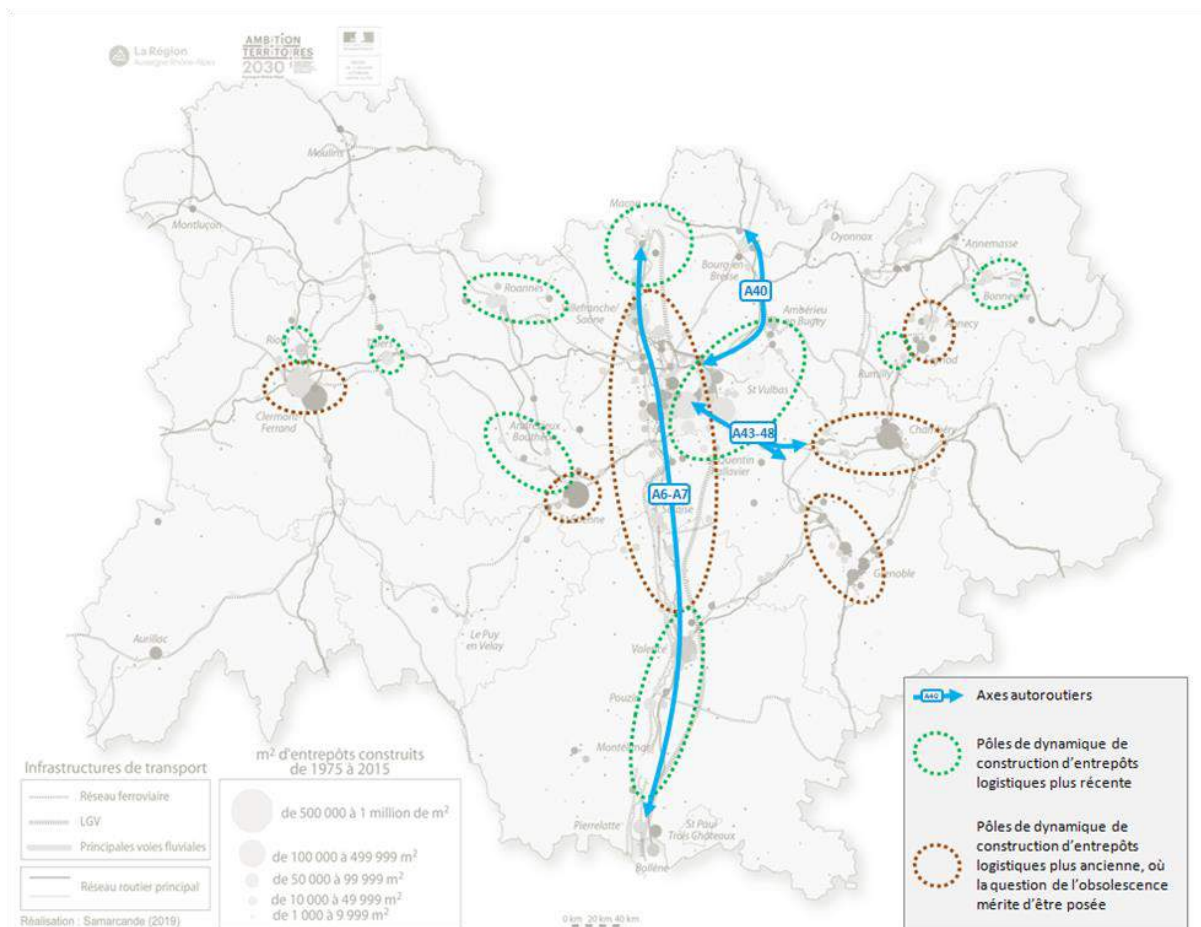 La Région
Auvergne-Rhône-Alpes
AMBITION
TERRITOIRES
2030
Moulins
Montluçon
Macon
Oyonnax
Annemasse
Bourg en
Bresse
Bonneville
Roannes
Villefranche/
Saône
A40
Ambérieu
en Bugey
Annecy
Riom
Rumilly
St Vulbas
Clermont-
Ferrand
A43-48
Chambéry
Andrézieux
Bouthéon
A6-A7
Salaise
Grenoble
Aurillac
Le Puy
en Velay
Valence
Pouzin
Montélimar
Pierrelatte
St Paul
Trois Châteaux
Bollène
Infrastructures de transport
Réseau ferroviaire
LGV
Principales voies fluviales
Réseau routier principal
Réalisation : Samarcande (2019)
m² d'entrepôts construits
de 1975 à 2015
de 500 000 à 1 million de m²
de 100 000 à 499 999 m²
de 50 000 à 99 999 m²
de 10 000 à 49 999 m²
de 1 000 à 9 999 m²
0 km 20 km 40 km
A40
Axes autoroutiers
Pôles de dynamique de
construction d'entrepôts
logistiques plus récente
Pôles de dynamique de
construction d'entrepôts
logistiques plus ancienne, où
la question de l'obsolescence
mérite d'être posée